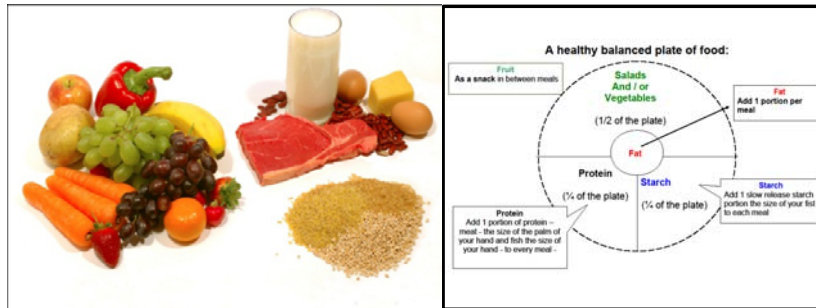 A healthy balanced plate of food:
Fruit
As a snack in between meals
Salads
And / or
Vegetables
(1/2 of the plate)
Fat
Add 1 portion per
meal
Fat
Protein
(¼ of the plate)
Starch
(¼ of the plate)
Starch
Add 1 slow release starch
portion the size of your fist
to each meal
Protein
Add 1 portion of protein –
meat - the size of the palm of
your hand and fish the size of
your hand - to every meal -